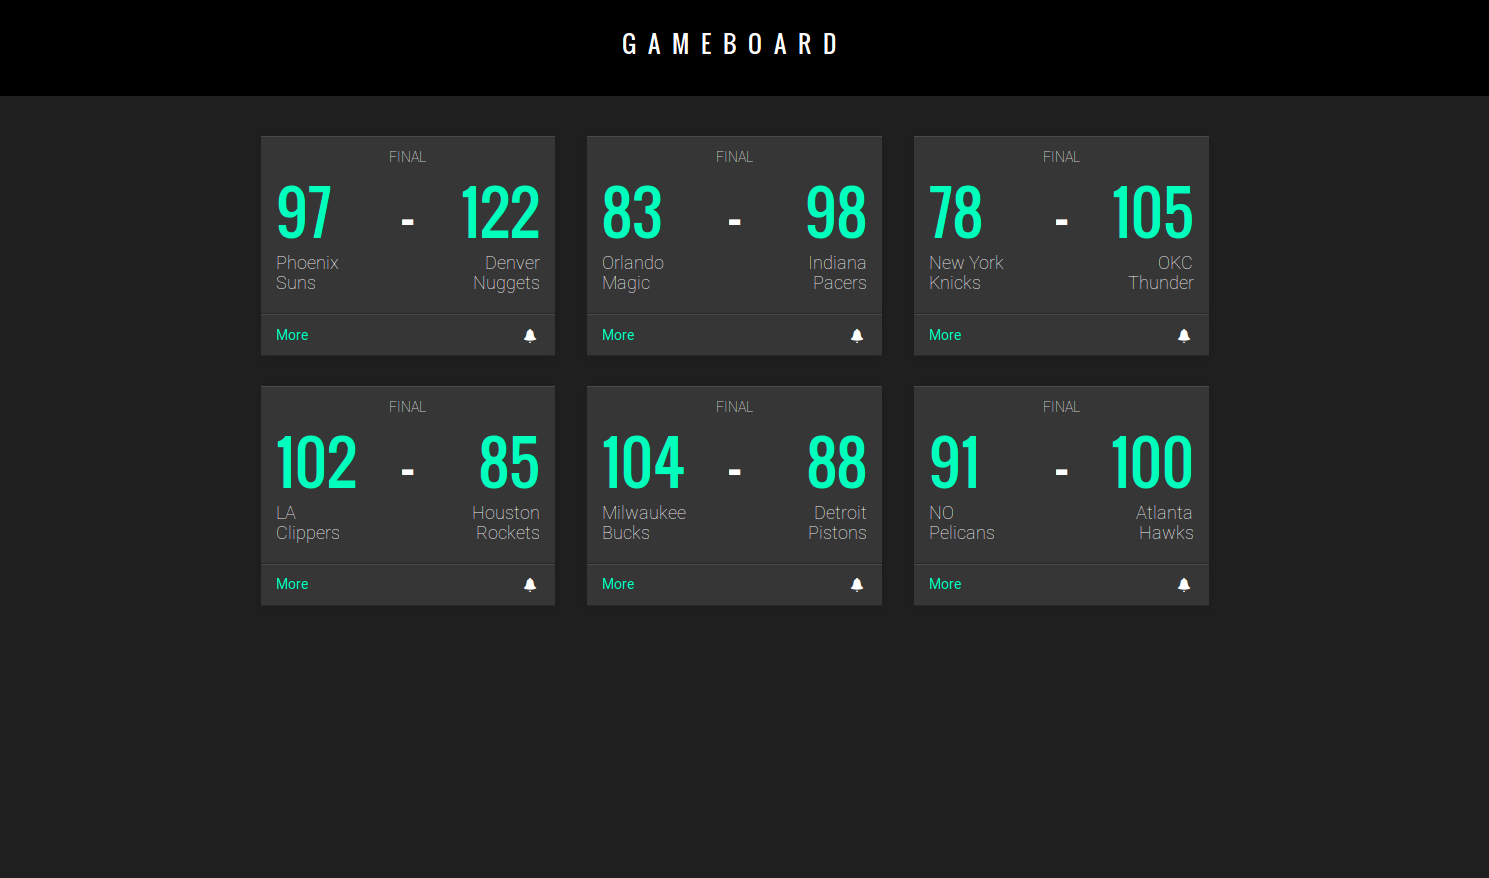 GAMEBOARD
FINAL
97 - 122
Phoenix Denver
Suns Nuggets
More
FINAL
83 - 98
Orlando Indiana
Magic Pacers
More
FINAL
78 - 105
New York OKC
Knicks Thunder
More
FINAL
102 - 85
LA Houston
Clippers Rockets
More
FINAL
104 - 88
Milwaukee Detroit
Bucks Pistons
More
FINAL
91 - 100
NO Atlanta
Pelicans Hawks
More